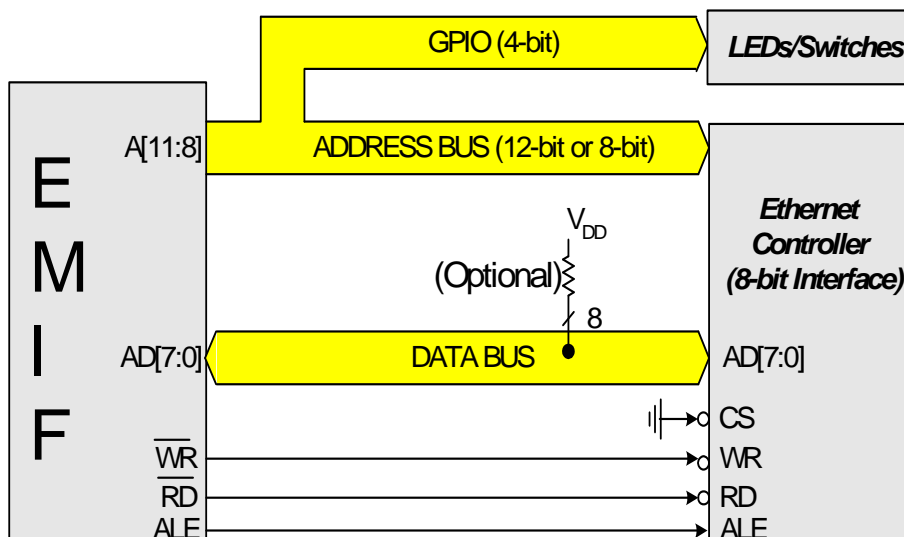 GPIO (4-bit)
LEDs/Switches
A[11:8]
ADDRESS BUS (12-bit or 8-bit)
EMIF
Ethernet
Controller
(8-bit Interface)
VDD
(Optional)
8
AD[7:0]
DATA BUS
AD[7:0]
CS
WR
WR
RD
RD
ALE
ALE